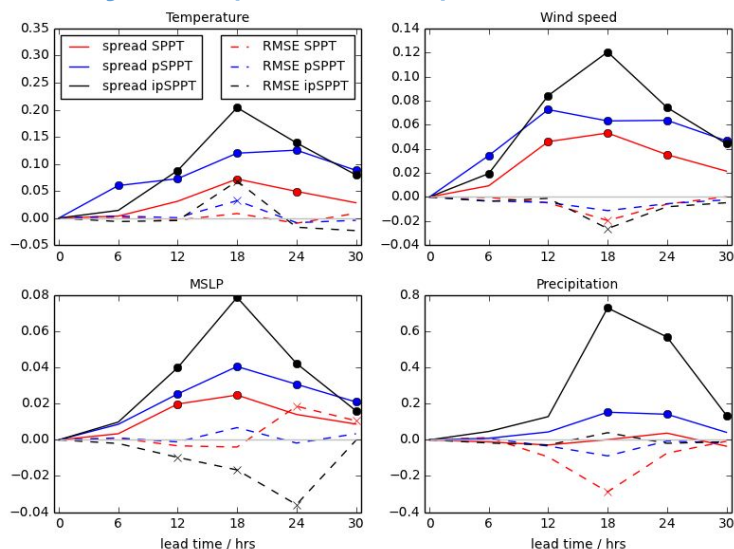 Temperature
Wind speed
0.35
0.30
0.25
0.20
0.15
0.10
0.05
0.00
−0.05
spread SPPT
spread pSPPT
spread ipSPPT
RMSE SPPT
RMSE pSPPT
RMSE ipSPPT
0 6 12 18 24 30
0.14
0.12
0.10
0.08
0.06
0.04
0.02
0.00
−0.02
−0.04
0 6 12 18 24 30
MSLP
Precipitation
0.08
0.06
0.04
0.02
0.00
−0.02
−0.04
0 6 12 18 24 30
lead time / hrs
0.8
0.6
0.4
0.2
0.0
−0.2
−0.4
0 6 12 18 24 30
lead time / hrs